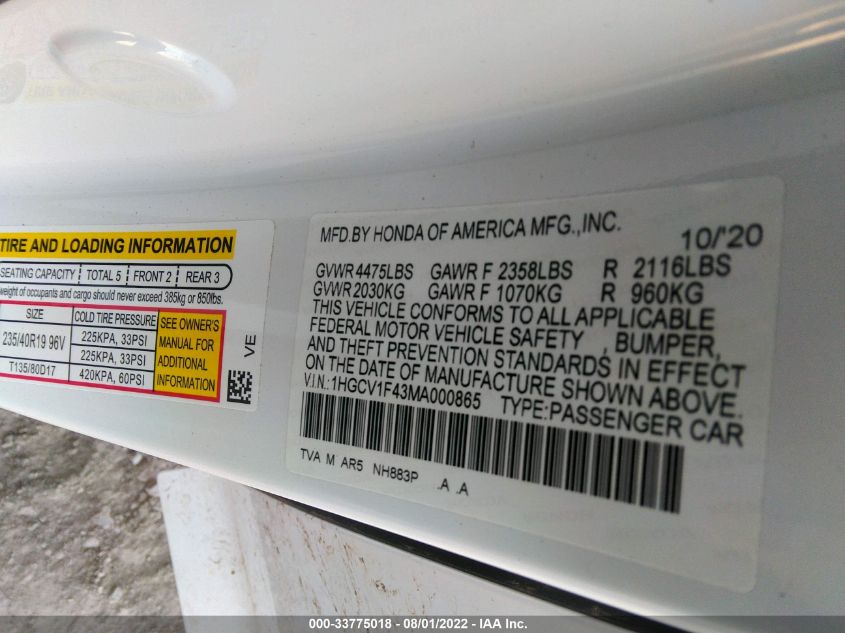 TIRE AND LOADING INFORMATION
SEATING CAPACITY TOTAL 5 FRONT 2 REAR 3
weight of occupants and cargo should never exceed 385kg or 850lbs.
SIZE COLD TIRE PRESSURE SEE OWNER'S MANUAL FOR ADDITIONAL INFORMATION
235/40R19 96V 225KPA, 33PSI
225KPA, 33PSI
T135/80D17 420KPA, 60PSI
VE
MFD.BY HONDA OF AMERICA MFG.,INC. 10/'20
GVWR 4475LBS GAWR F 2358LBS R 2116LBS
GVWR 2030KG GAWR F 1070KG R 960KG
THIS VEHICLE CONFORMS TO ALL APPLICABLE
FEDERAL MOTOR VEHICLE SAFETY , BUMPER,
AND THEFT PREVENTION STANDARDS IN EFFECT
ON THE DATE OF MANUFACTURE SHOWN ABOVE.
V.I.N.:1HGCV1F43MA000865 TYPE:PASSENGER CAR
TVA M AR5 NH883P .A .A
000-33775018 - 08/01/2022 - IAA Inc.